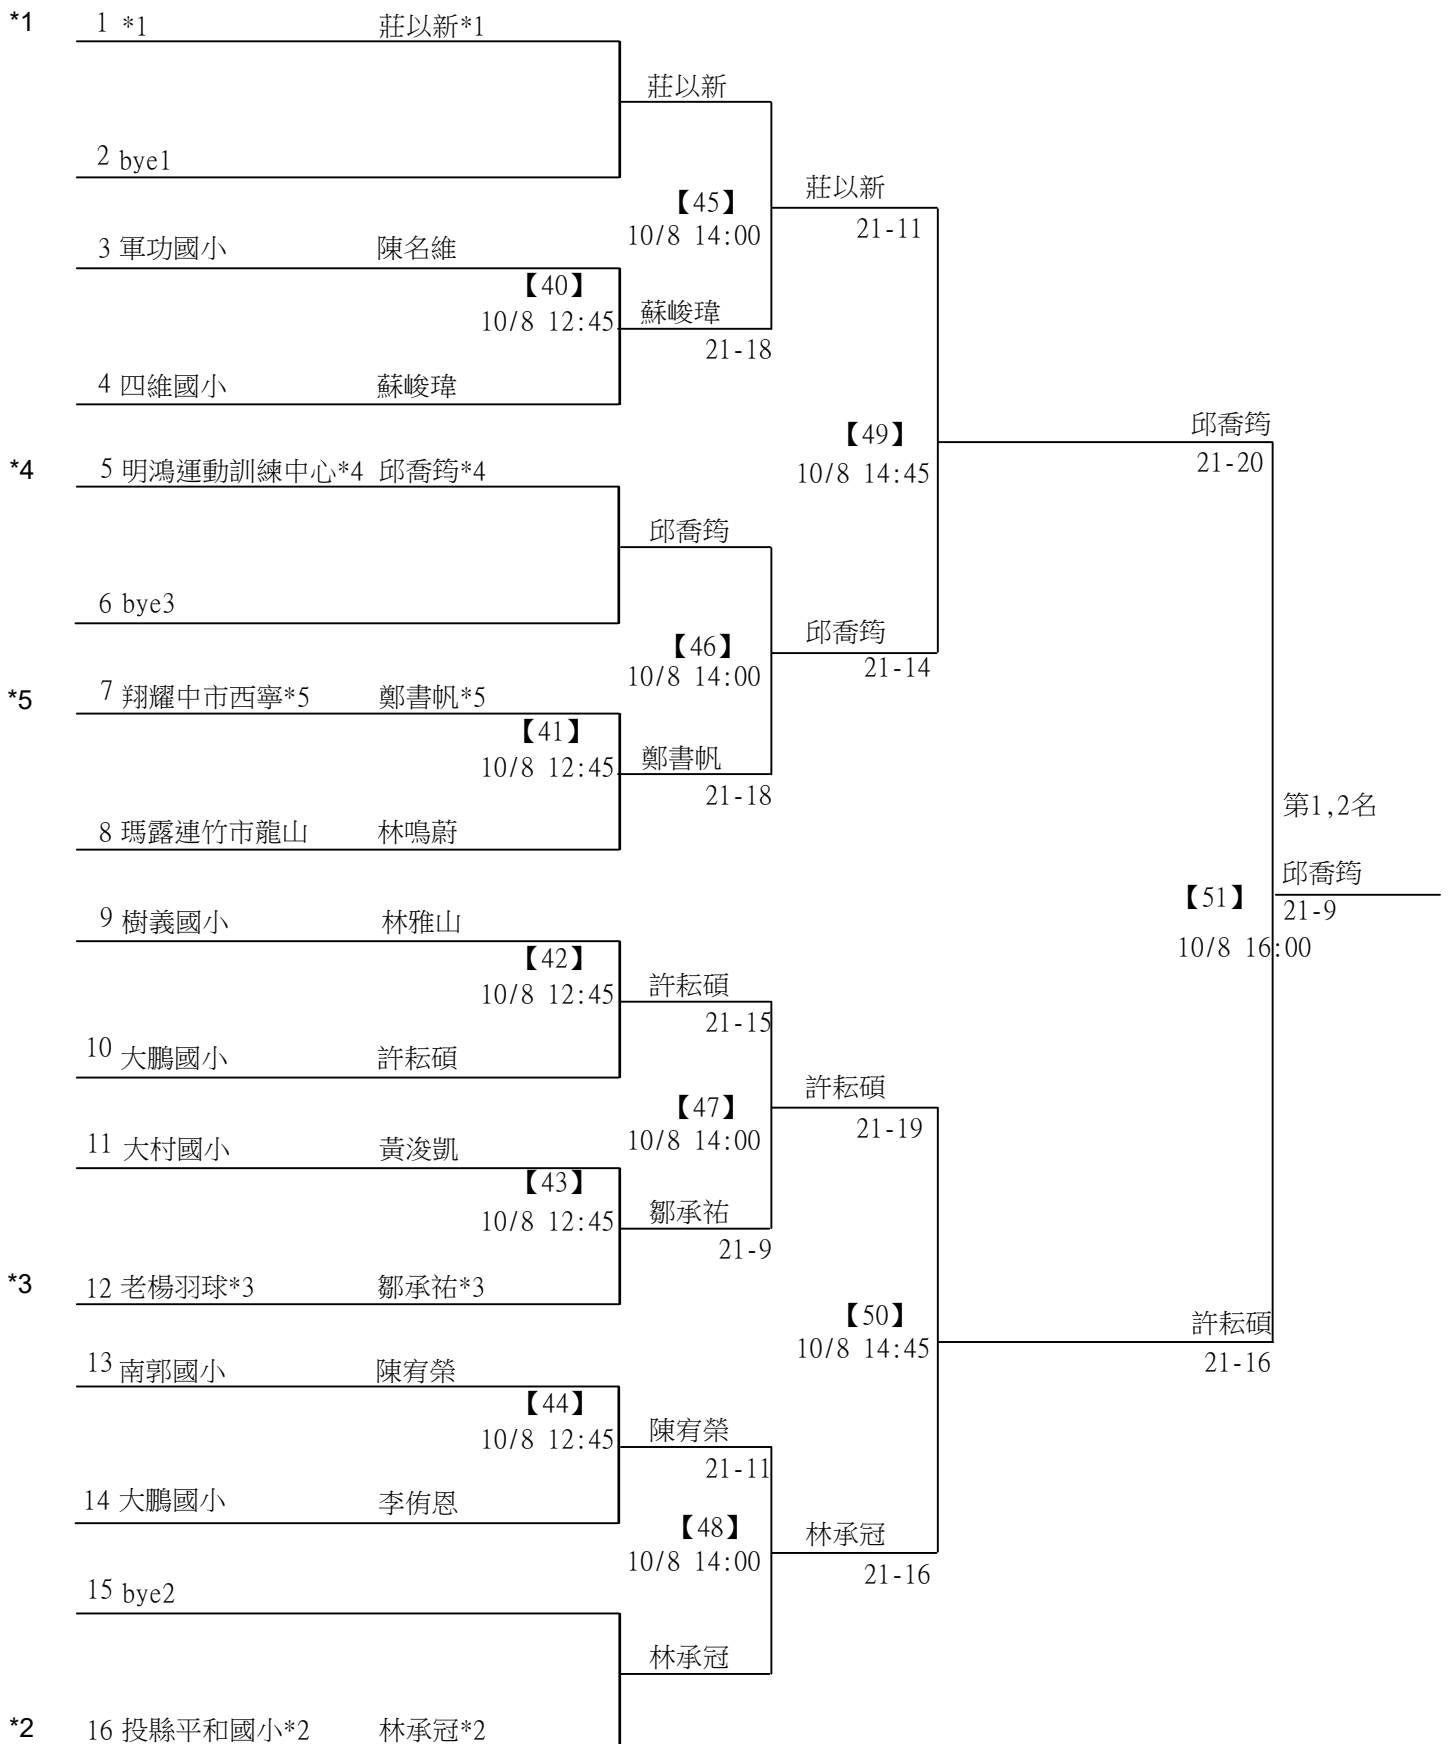 *1 1 *1 莊以新*1
莊以新
2 bye1
莊以新
【45】
10/8 14:00
21-11
3 軍功國小 陳名維
【40】
10/8 12:45
蘇峻瑋
21-18
4 四維國小 蘇峻瑋
邱喬筠
21-20
【49】
10/8 14:45
*4 5 明鴻運動訓練中心*4 邱喬筠*4
邱喬筠
6 bye3
邱喬筠
21-14
【46】
10/8 14:00
*5 7 翔耀中市西寧*5 鄭書帆*5
【41】
10/8 12:45
鄭書帆
21-18
8 瑪露連竹市龍山 林鳴蔚
第1,2名
邱喬筠
21-9
【51】
10/8 16:00
9 樹義國小 林雅山
【42】
10/8 12:45
許耘碩
21-15
10 大鵬國小 許耘碩
許耘碩
21-19
【47】
10/8 14:00
11 大村國小 黃浚凱
【43】
10/8 12:45
鄒承祐
21-9
*3 12 老楊羽球*3 鄒承祐*3
【50】
10/8 14:45
許耘碩
21-16
13 南郭國小 陳宥榮
【44】
10/8 12:45
陳宥榮
21-11
14 大鵬國小 李侑恩
【48】
10/8 14:00
林承冠
21-16
15 bye2
林承冠
*2 16 投縣平和國小*2 林承冠*2